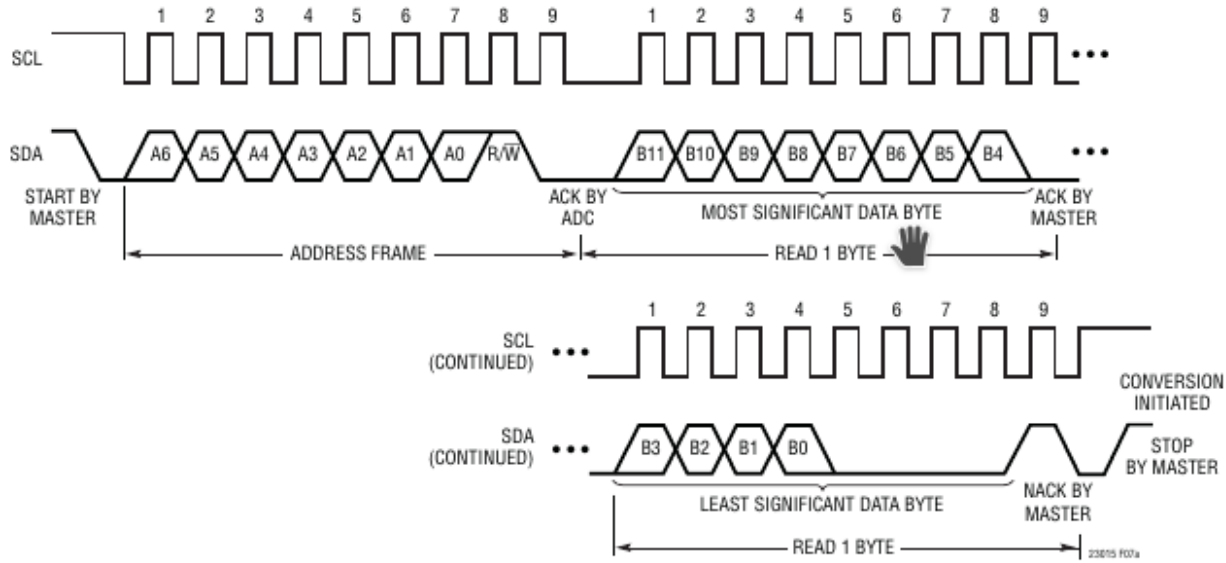 1 2 3 4 5 6 7 8 9 1 2 3 4 5 6 7 8 9
SCL
SDA A6 A5 A4 A3 A2 A1 A0 R/W̅ B11 B10 B9 B8 B7 B6 B5 B4
START BY
MASTER
ACK BY
ADC
MOST SIGNIFICANT DATA BYTE
ACK BY
MASTER
ADDRESS FRAME
READ 1 BYTE
1 2 3 4 5 6 7 8 9
SCL
(CONTINUED)
CONVERSION
INITIATED
SDA
(CONTINUED)
B3 B2 B1 B0
STOP
BY MASTER
LEAST SIGNIFICANT DATA BYTE
NACK BY
MASTER
READ 1 BYTE
23015 F07a